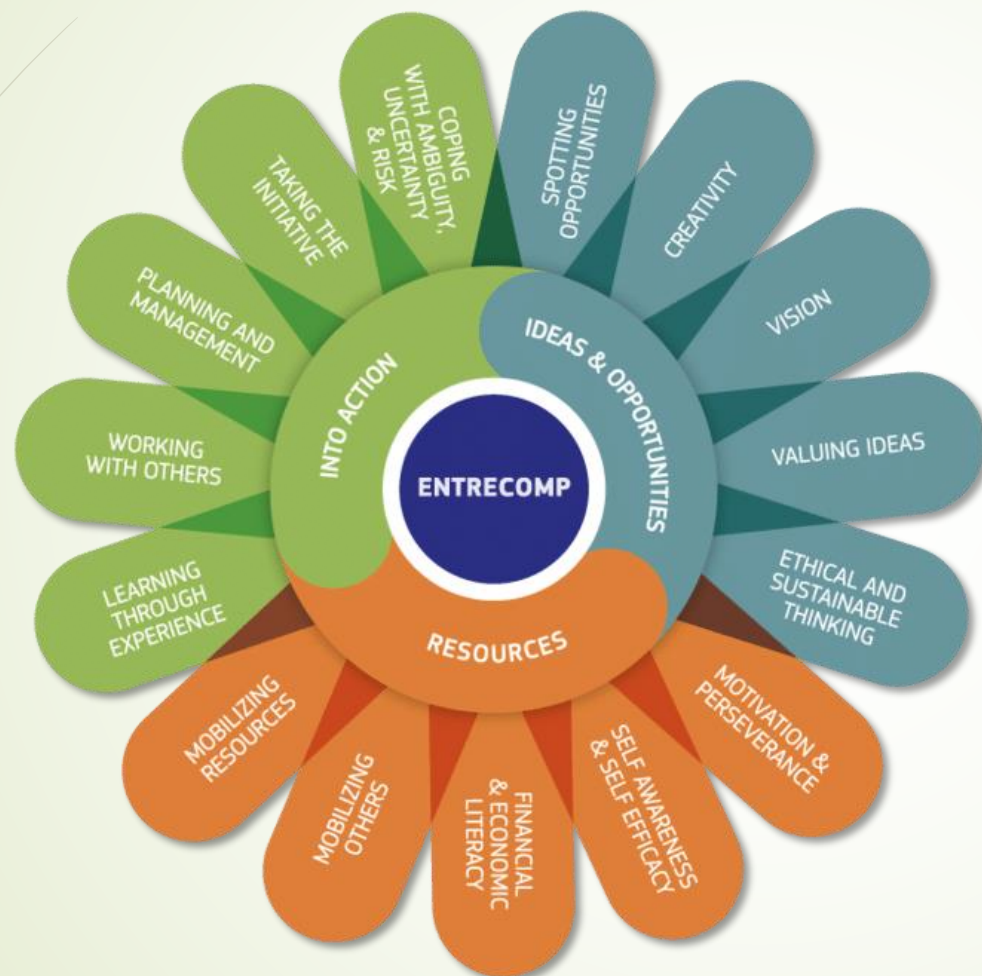 ENTRECOMP
IDEAS & OPPORTUNITIES
SPOTTING
OPPORTUNITIES
CREATIVITY
VISION
VALUING IDEAS
ETHICAL AND
SUSTAINABLE
THINKING
RESOURCES
MOTIVATION &
PERSEVERANCE
SELF AWARENESS
& SELF EFFICACY
FINANCIAL
& ECONOMIC
LITERACY
MOBILIZING
OTHERS
MOBILIZING
RESOURCES
INTO ACTION
LEARNING
THROUGH
EXPERIENCE
WORKING
WITH OTHERS
PLANNING AND
MANAGEMENT
TAKING THE
INITIATIVE
COPING
WITH AMBIGUITY,
UNCERTAINTY
& RISK